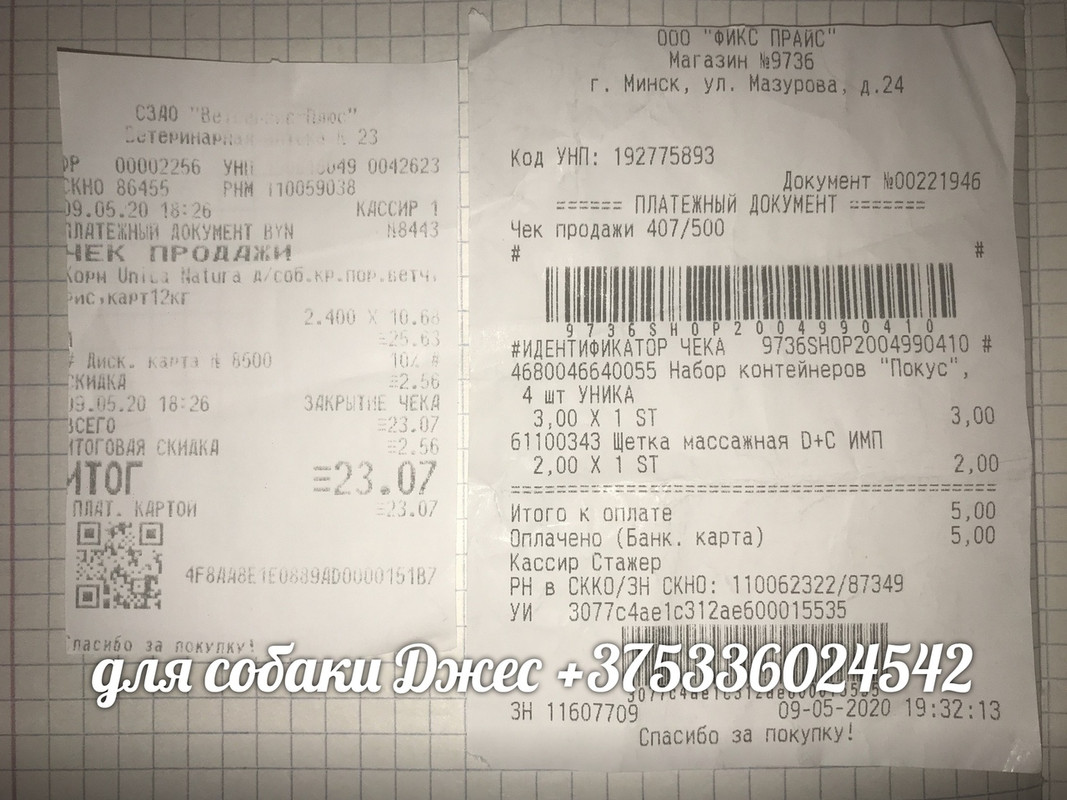 СЗАО
Ветеринарная № 23
00002256 УНП 0042623
СКНО 86455 РНМ 110059038
09.05.20 18:26 КАССИР 1
ПЛАТЕЖНЫЙ ДОКУМЕНТ BYN №8443
ЧЕК ПРОДАЖИ
Корм Unica Natura д/соб.кр.пор.ветч.
рис,карт12кг
2.400 X 10.68
=25.63
# Диск. карта № 8500 10% #
СКИДКА =2.56
09.05.20 18:26 ЗАКРЫТИЕ ЧЕКА
ВСЕГО =23.07
ИТОГОВАЯ СКИДКА =2.56
ИТОГ =23.07
ПЛАТ. КАРТОЙ =23.07
Спасибо за покупку!
ООО "ФИКС ПРАЙС"
Магазин №9736
г. Минск, ул. Мазурова, д.24
Код УНП: 192775893
Документ №00221946
====== ПЛАТЕЖНЫЙ ДОКУМЕНТ =======
Чек продажи 407/500
# #
9736SHOP2004990410
#ИДЕНТИФИКАТОР ЧЕКА 9736SHOP2004990410 #
4680046640055 Набор контейнеров "Покус",
4 шт УНИКА
3,00 X 1 ST 3,00
61100343 Щетка массажная D+C ИМП
2,00 X 1 ST 2,00
Итого к оплате 5,00
Оплачено (Банк. карта) 5,00
Кассир Стажер
РН в СККО/ЗН СКНО: 110062322/87349
УИ 3077c4ae1c312ae600015535
для собаки Джес +375336024542
ЗН 11607709 09-05-2020 19:32:13
Спасибо за покупку!